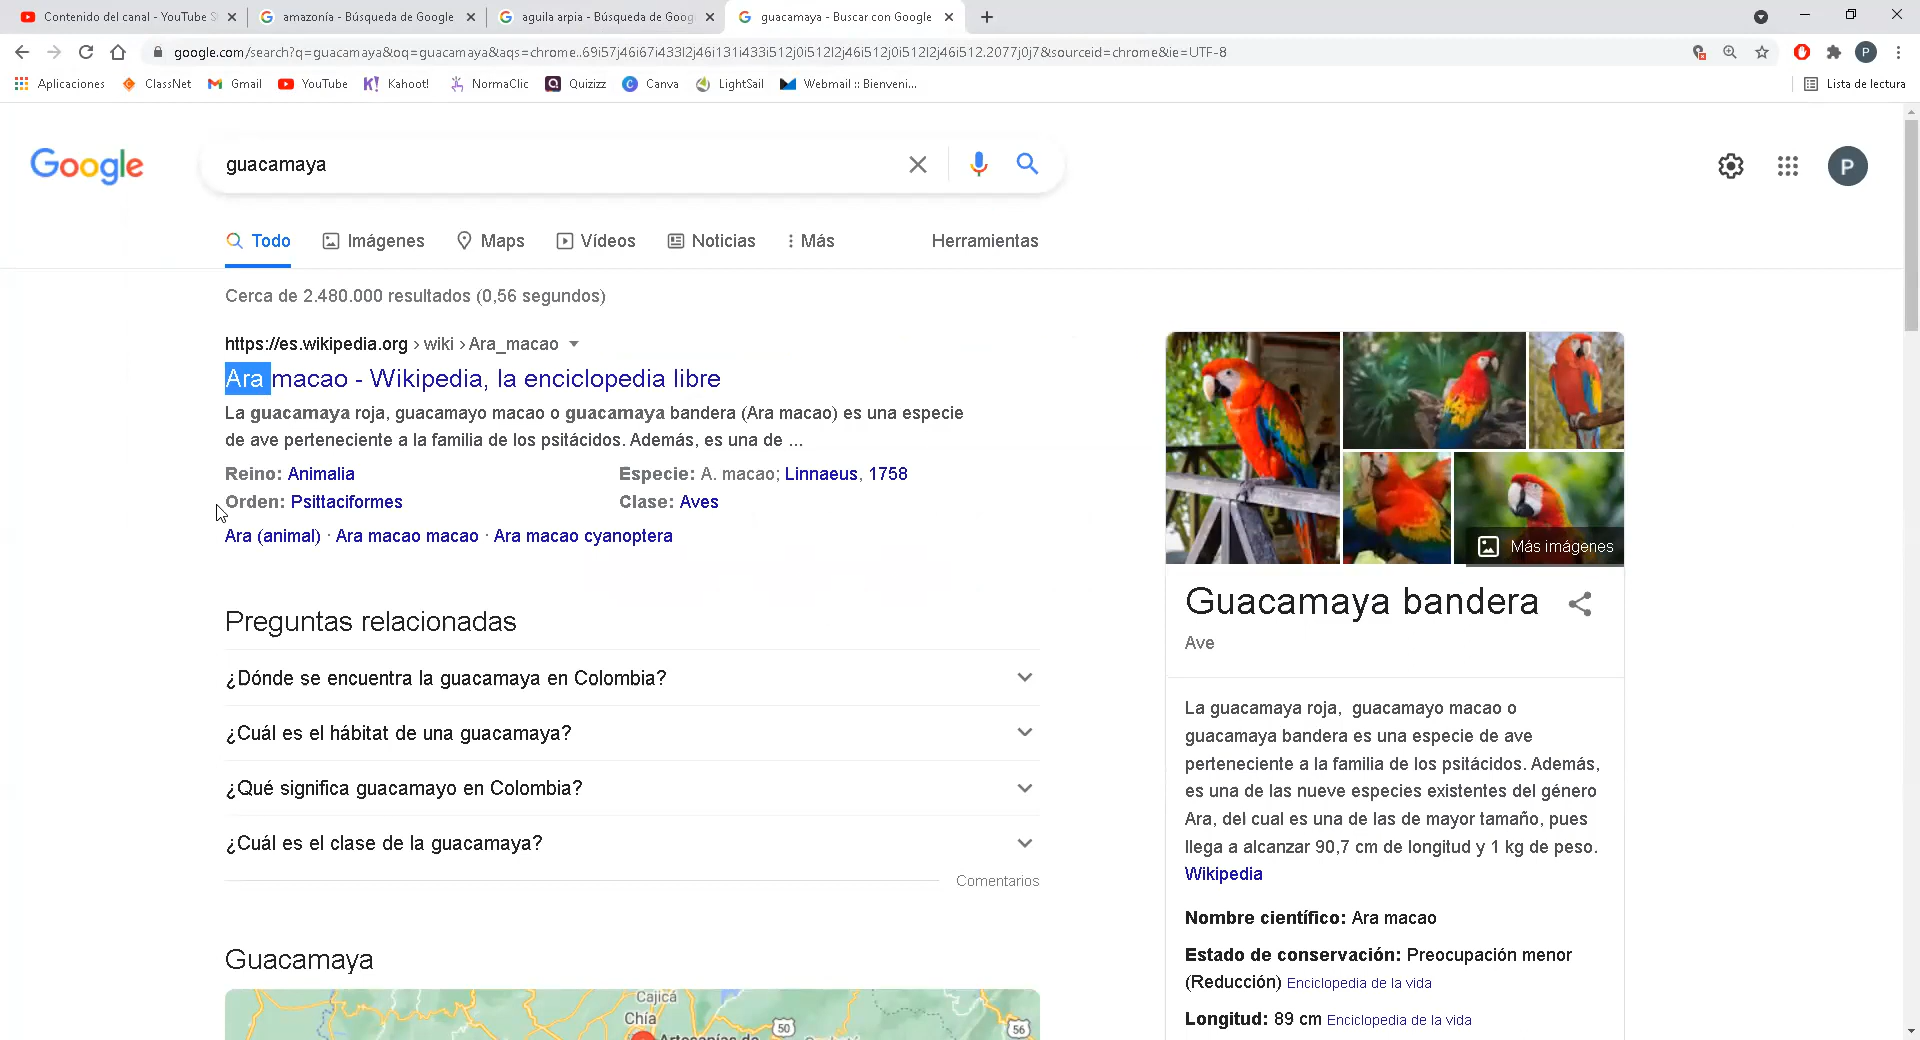 Contenido del canal - YouTube S
amazonía - Búsqueda de Google
aguila arpia - Búsqueda de Goog
guacamaya - Buscar con Google
google.com/search?q=guacamaya&oq=guacamaya&aqs=chrome..69i57j46i67i433l2j46i131i433i512j0i512l2j46i512j0i512l2j46i512.2077j0j7&sourceid=chrome&ie=UTF-8
P
Aplicaciones
ClassNet
Gmail
YouTube
K! Kahoot!
NormaClic
Quizizz
Canva
LightSail
Webmail :: Bienveni...
Lista de lectura
Google
guacamaya
P
Todo
Imágenes
Maps
Vídeos
Noticias
Más
Herramientas
Cerca de 2.480.000 resultados (0,56 segundos)
https://es.wikipedia.org › wiki › Ara_macao
Ara macao - Wikipedia, la enciclopedia libre
La guacamaya roja, guacamayo macao o guacamaya bandera (Ara macao) es una especie
de ave perteneciente a la familia de los psitácidos. Además, es una de ...
Reino: Animalia
Especie: A. macao; Linnaeus, 1758
Orden: Psittaciformes
Clase: Aves
Ara (animal) · Ara macao macao · Ara macao cyanoptera
Preguntas relacionadas
¿Dónde se encuentra la guacamaya en Colombia?
¿Cuál es el hábitat de una guacamaya?
¿Qué significa guacamayo en Colombia?
¿Cuál es el clase de la guacamaya?
Comentarios
Guacamaya
Cajicá
Chía
50
56
Artesanías de
Más imágenes
Guacamaya bandera
Ave
La guacamaya roja, guacamayo macao o
guacamaya bandera es una especie de ave
perteneciente a la familia de los psitácidos. Además,
es una de las nueve especies existentes del género
Ara, del cual es una de las de mayor tamaño, pues
llega a alcanzar 90,7 cm de longitud y 1 kg de peso.
Wikipedia
Nombre científico: Ara macao
Estado de conservación: Preocupación menor
(Reducción) Enciclopedia de la vida
Longitud: 89 cm Enciclopedia de la vida